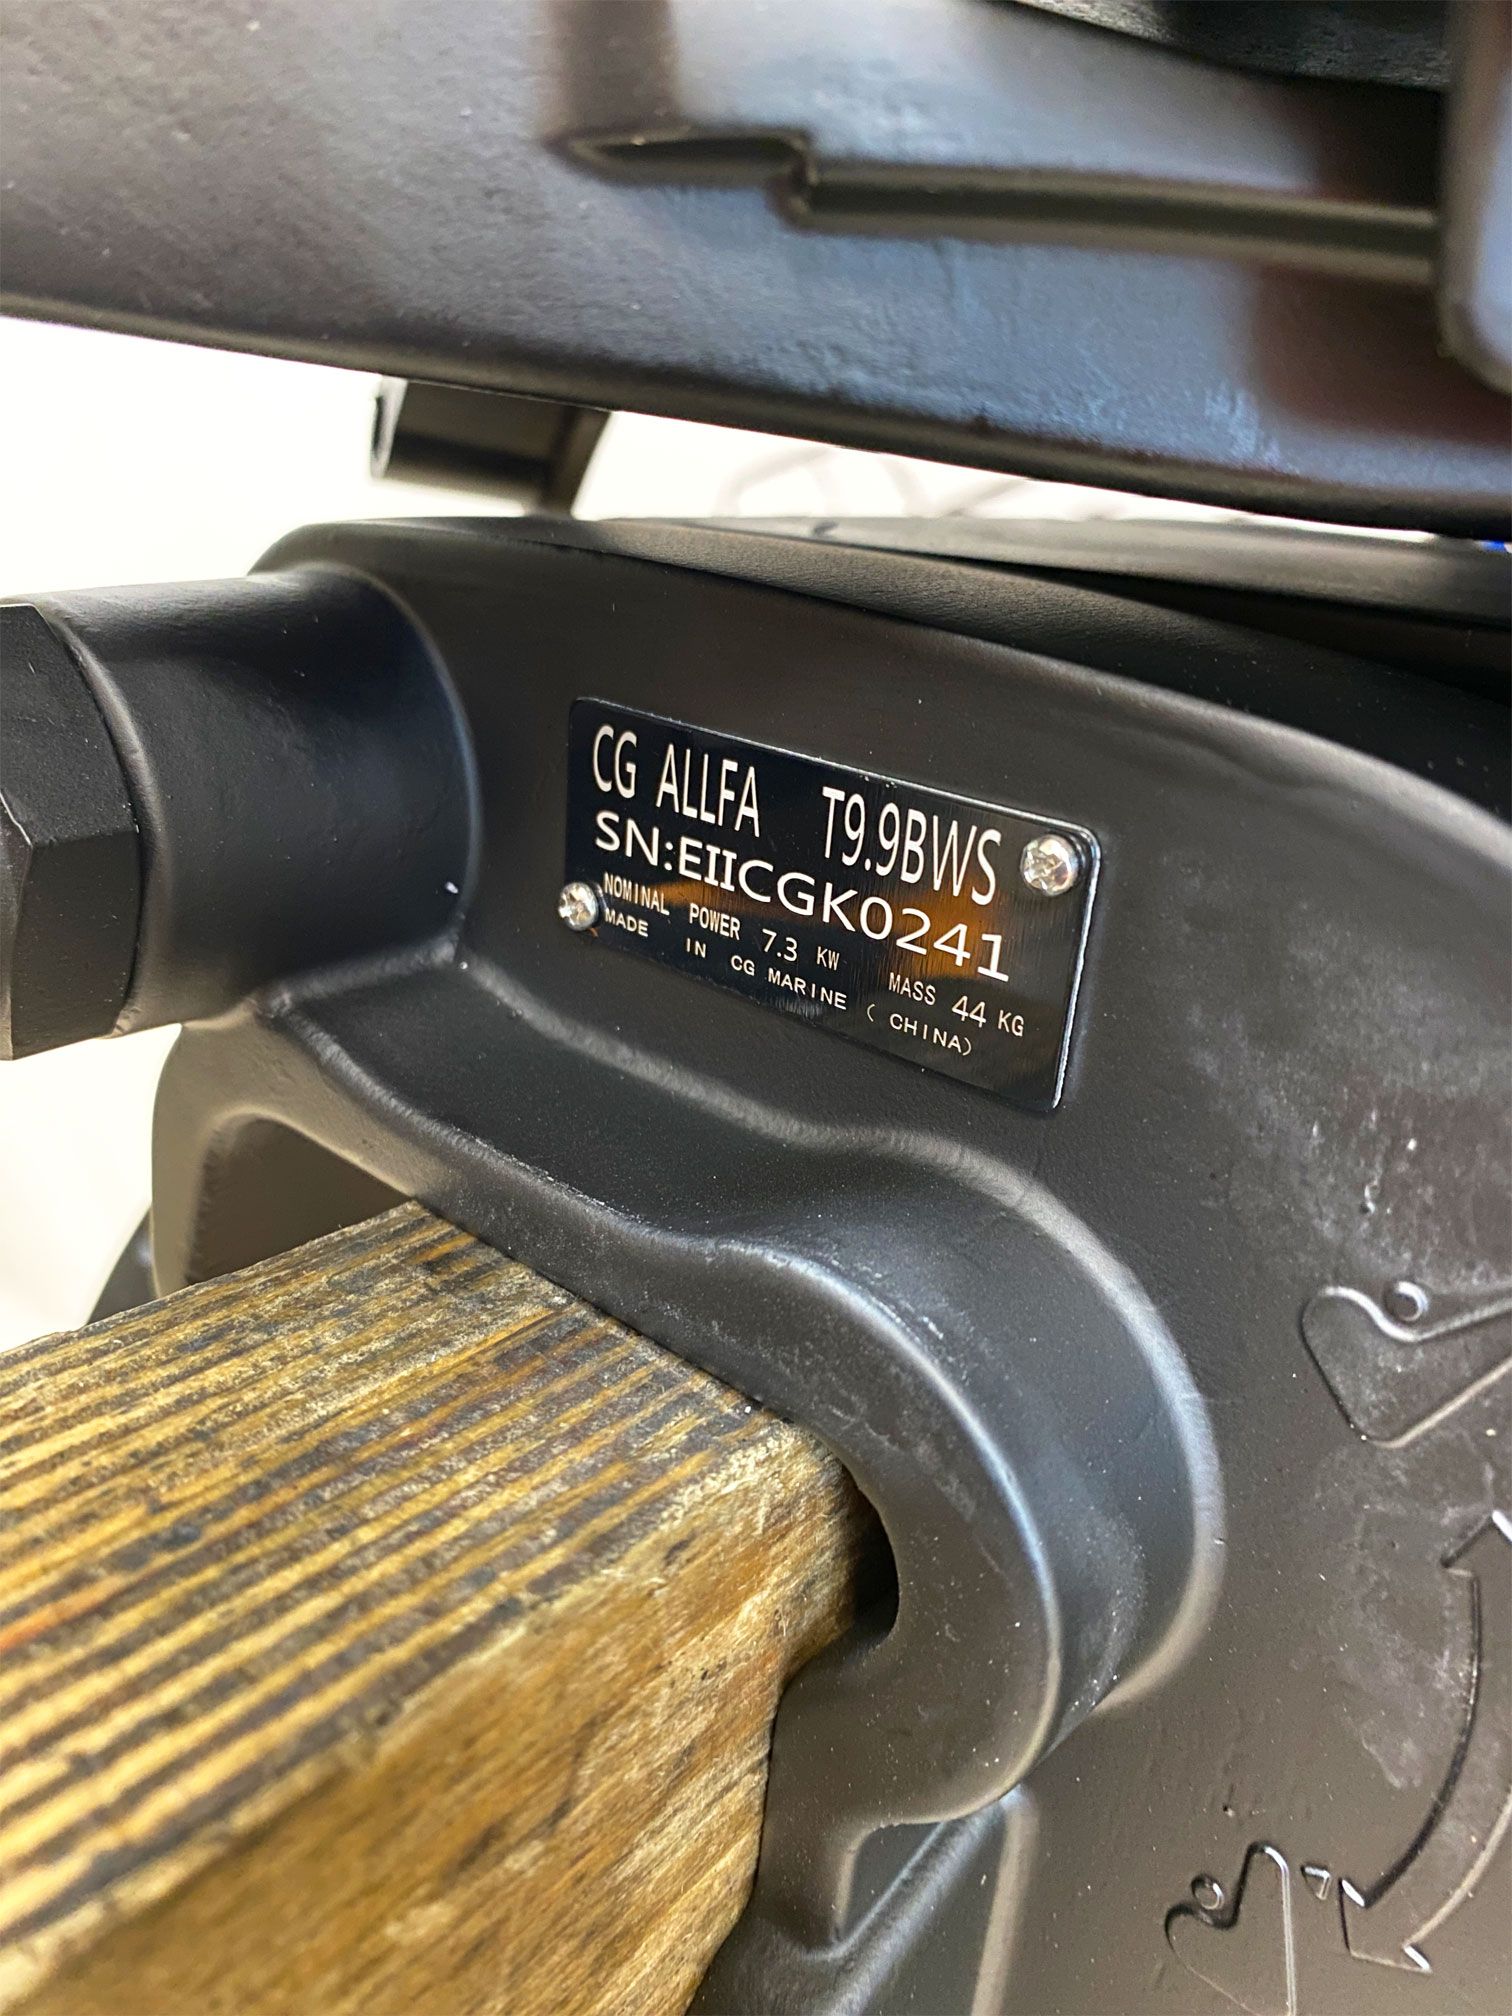 CG ALLFA T9.9BWS
SN:EIICGK0241
NOMINAL POWER 7.3 KW MASS 44 KG
MADE IN CG MARINE ( CHINA)